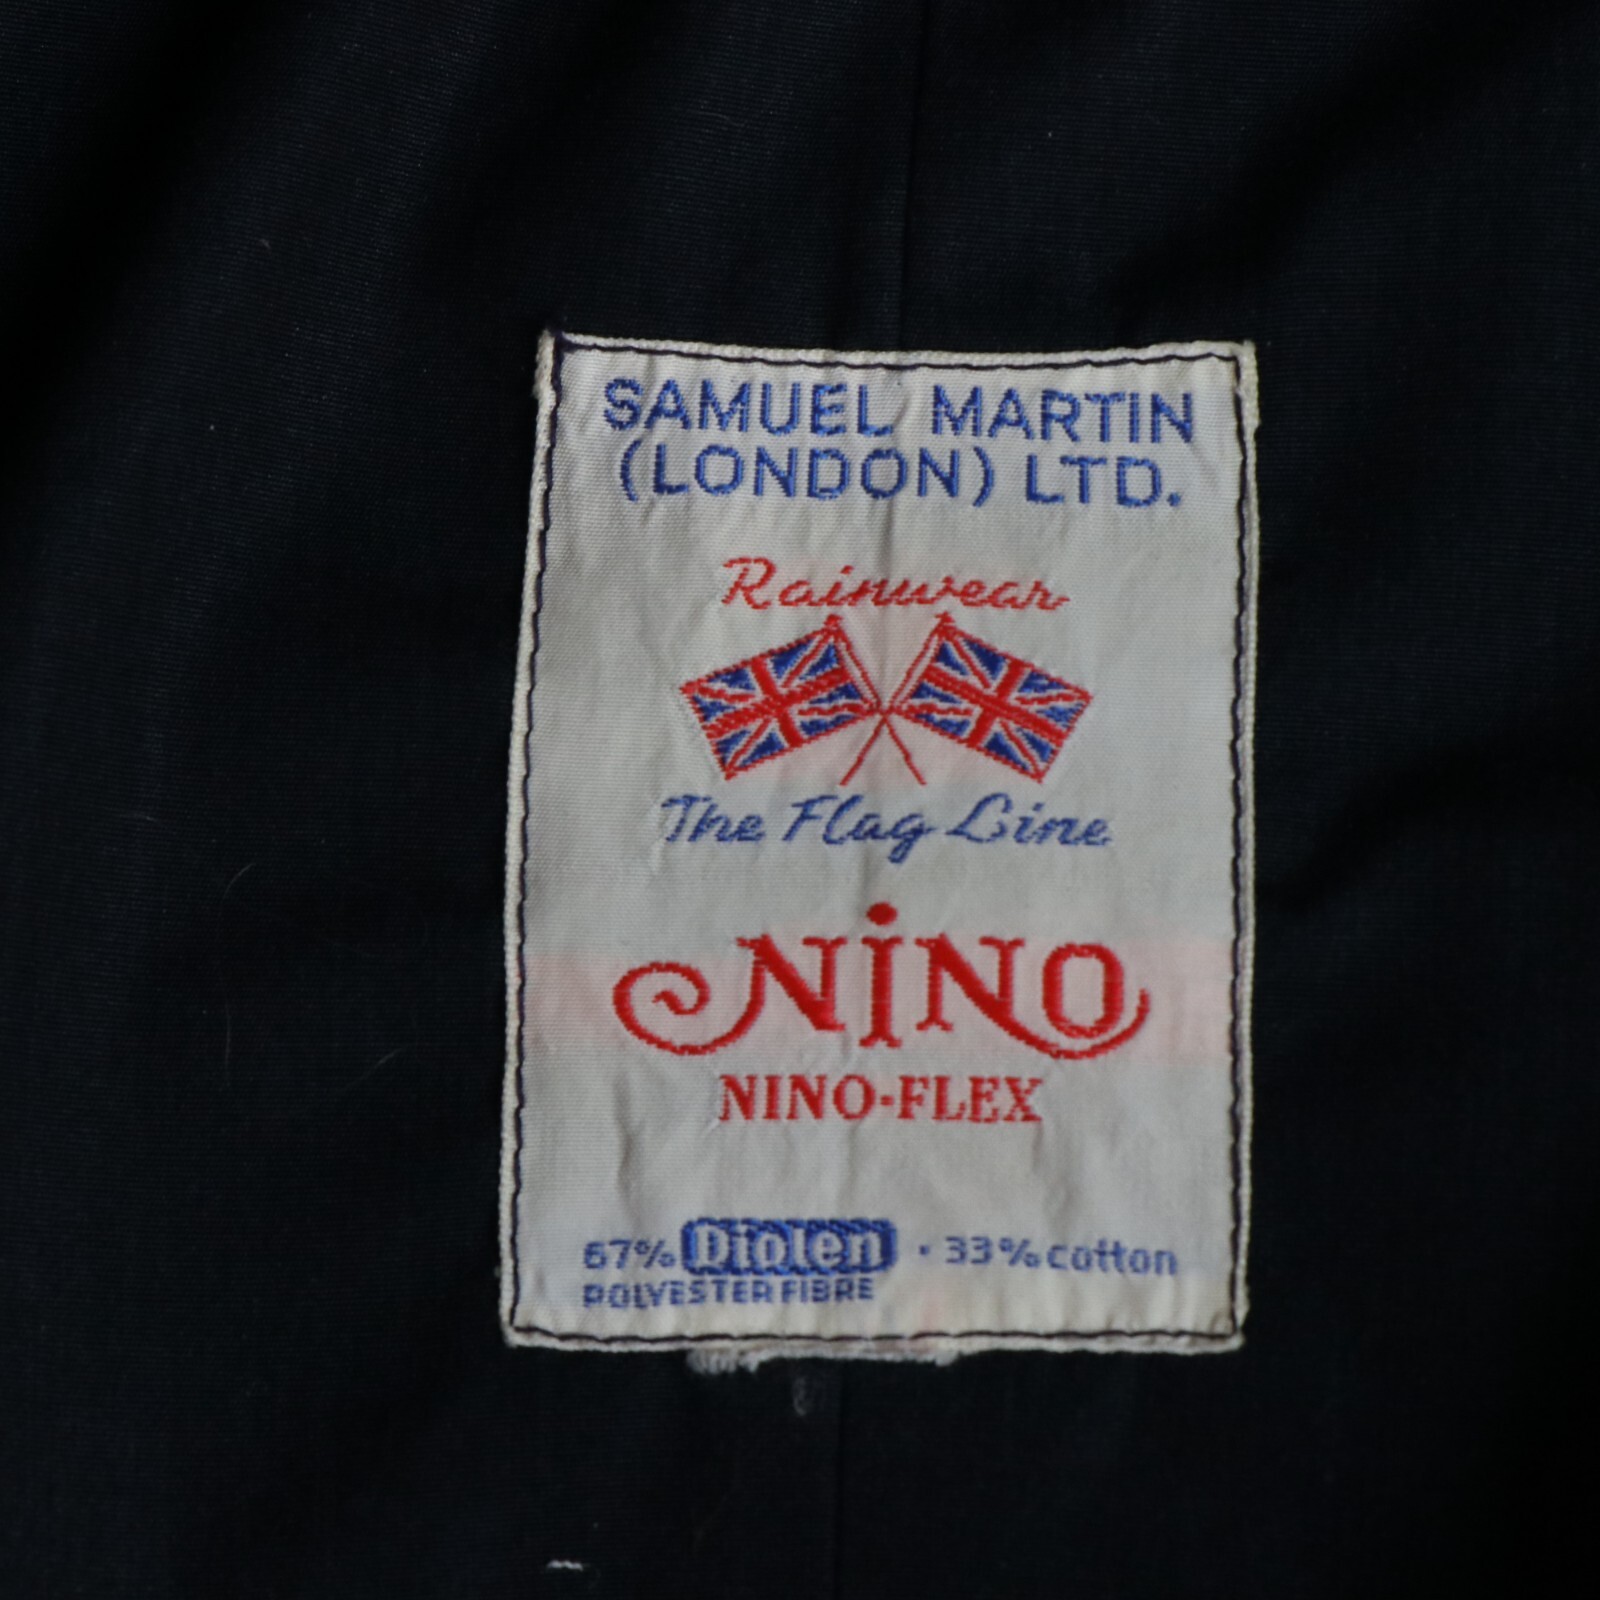 SAMUEL MARTIN
(LONDON) LTD.
Rainwear
The Flag Line
NiNO
NINO-FLEX
67% Diolen · 33% cotton
POLYESTER FIBRE